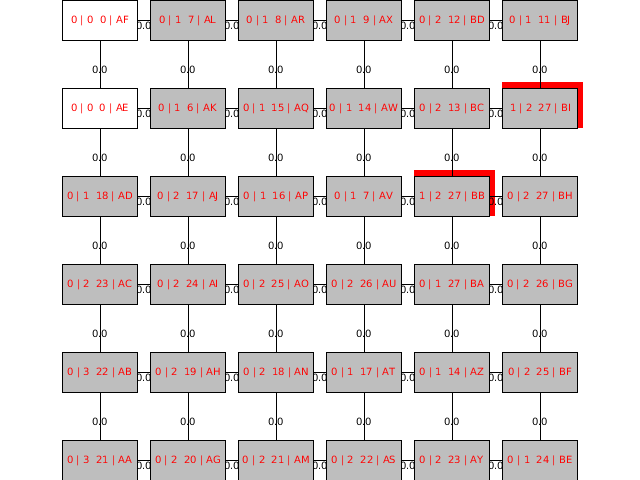 0 | 0 0 | AF 0.0 0 | 1 7 | AL 0.0 0 | 1 8 | AR 0.0 0 | 1 9 | AX 0.0 0 | 2 12 | BD 0.0 0 | 1 11 | BJ
0.0 0.0 0.0 0.0 0.0 0.0
0 | 0 0 | AE 0.0 0 | 1 6 | AK 0.0 0 | 1 15 | AQ 0.0 0 | 1 14 | AW 0.0 0 | 2 13 | BC 0.0 1 | 2 27 | BI
0.0 0.0 0.0 0.0 0.0 0.0
0 | 1 18 | AD 0.0 0 | 2 17 | AJ 0.0 0 | 1 16 | AP 0.0 0 | 1 7 | AV 0.0 1 | 2 27 | BB 0.0 0 | 2 27 | BH
0.0 0.0 0.0 0.0 0.0 0.0
0 | 2 23 | AC 0.0 0 | 2 24 | AI 0.0 0 | 2 25 | AO 0.0 0 | 2 26 | AU 0.0 0 | 1 27 | BA 0.0 0 | 2 26 | BG
0.0 0.0 0.0 0.0 0.0 0.0
0 | 3 22 | AB 0.0 0 | 2 19 | AH 0.0 0 | 2 18 | AN 0.0 0 | 1 17 | AT 0.0 0 | 1 14 | AZ 0.0 0 | 2 25 | BF
0.0 0.0 0.0 0.0 0.0 0.0
0 | 3 21 | AA 0.0 0 | 2 20 | AG 0.0 0 | 2 21 | AM 0.0 0 | 2 22 | AS 0.0 0 | 2 23 | AY 0.0 0 | 1 24 | BE